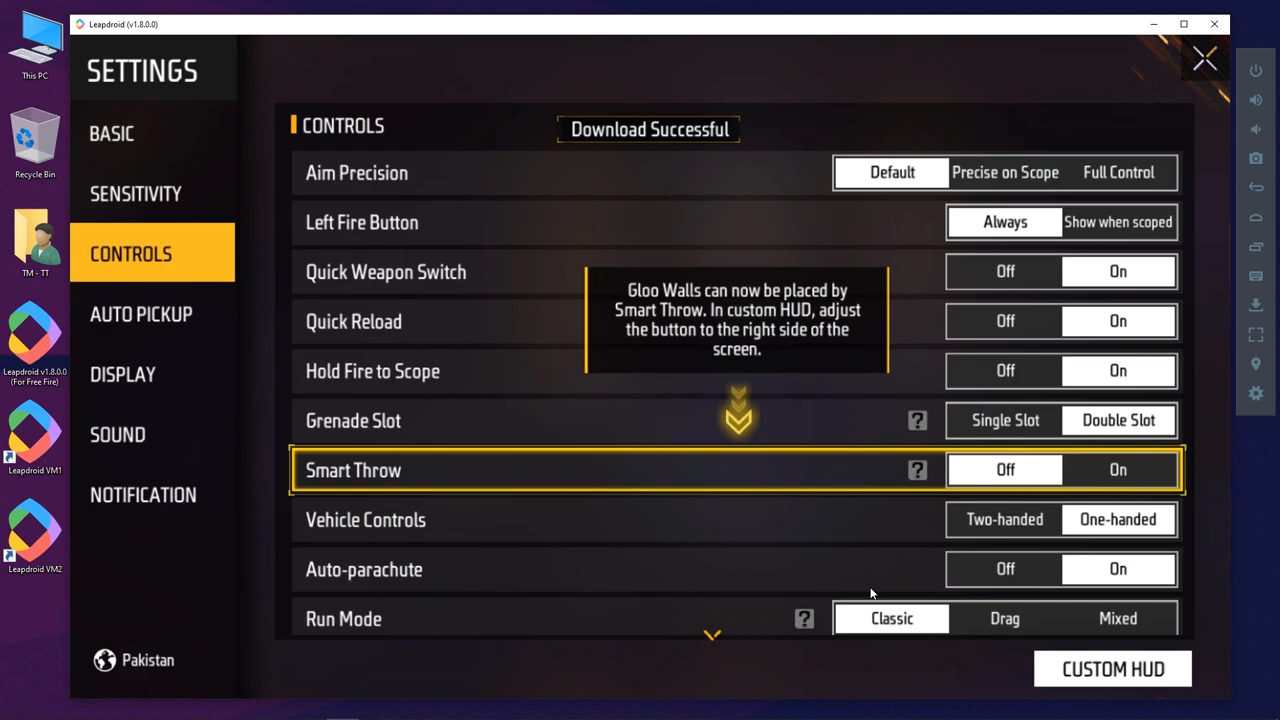 Leapdroid (v1.8.0.0)
This PC
Recycle Bin
TM - TT
Leapdroid v1.8.0.0
(For Free Fire)
Leapdroid VM1
Leapdroid VM2
SETTINGS
BASIC
SENSITIVITY
CONTROLS
AUTO PICKUP
DISPLAY
SOUND
NOTIFICATION
Pakistan
CONTROLS
Download Successful
Aim Precision Default Precise on Scope Full Control
Left Fire Button Always Show when scoped
Quick Weapon Switch Off On
Gloo Walls can now be placed by
Smart Throw. In custom HUD, adjust
the button to the right side of the
screen.
Quick Reload Off On
Hold Fire to Scope Off On
Grenade Slot ? Single Slot Double Slot
Smart Throw ? Off On
Vehicle Controls Two-handed One-handed
Auto-parachute Off On
Run Mode ? Classic Drag Mixed
CUSTOM HUD